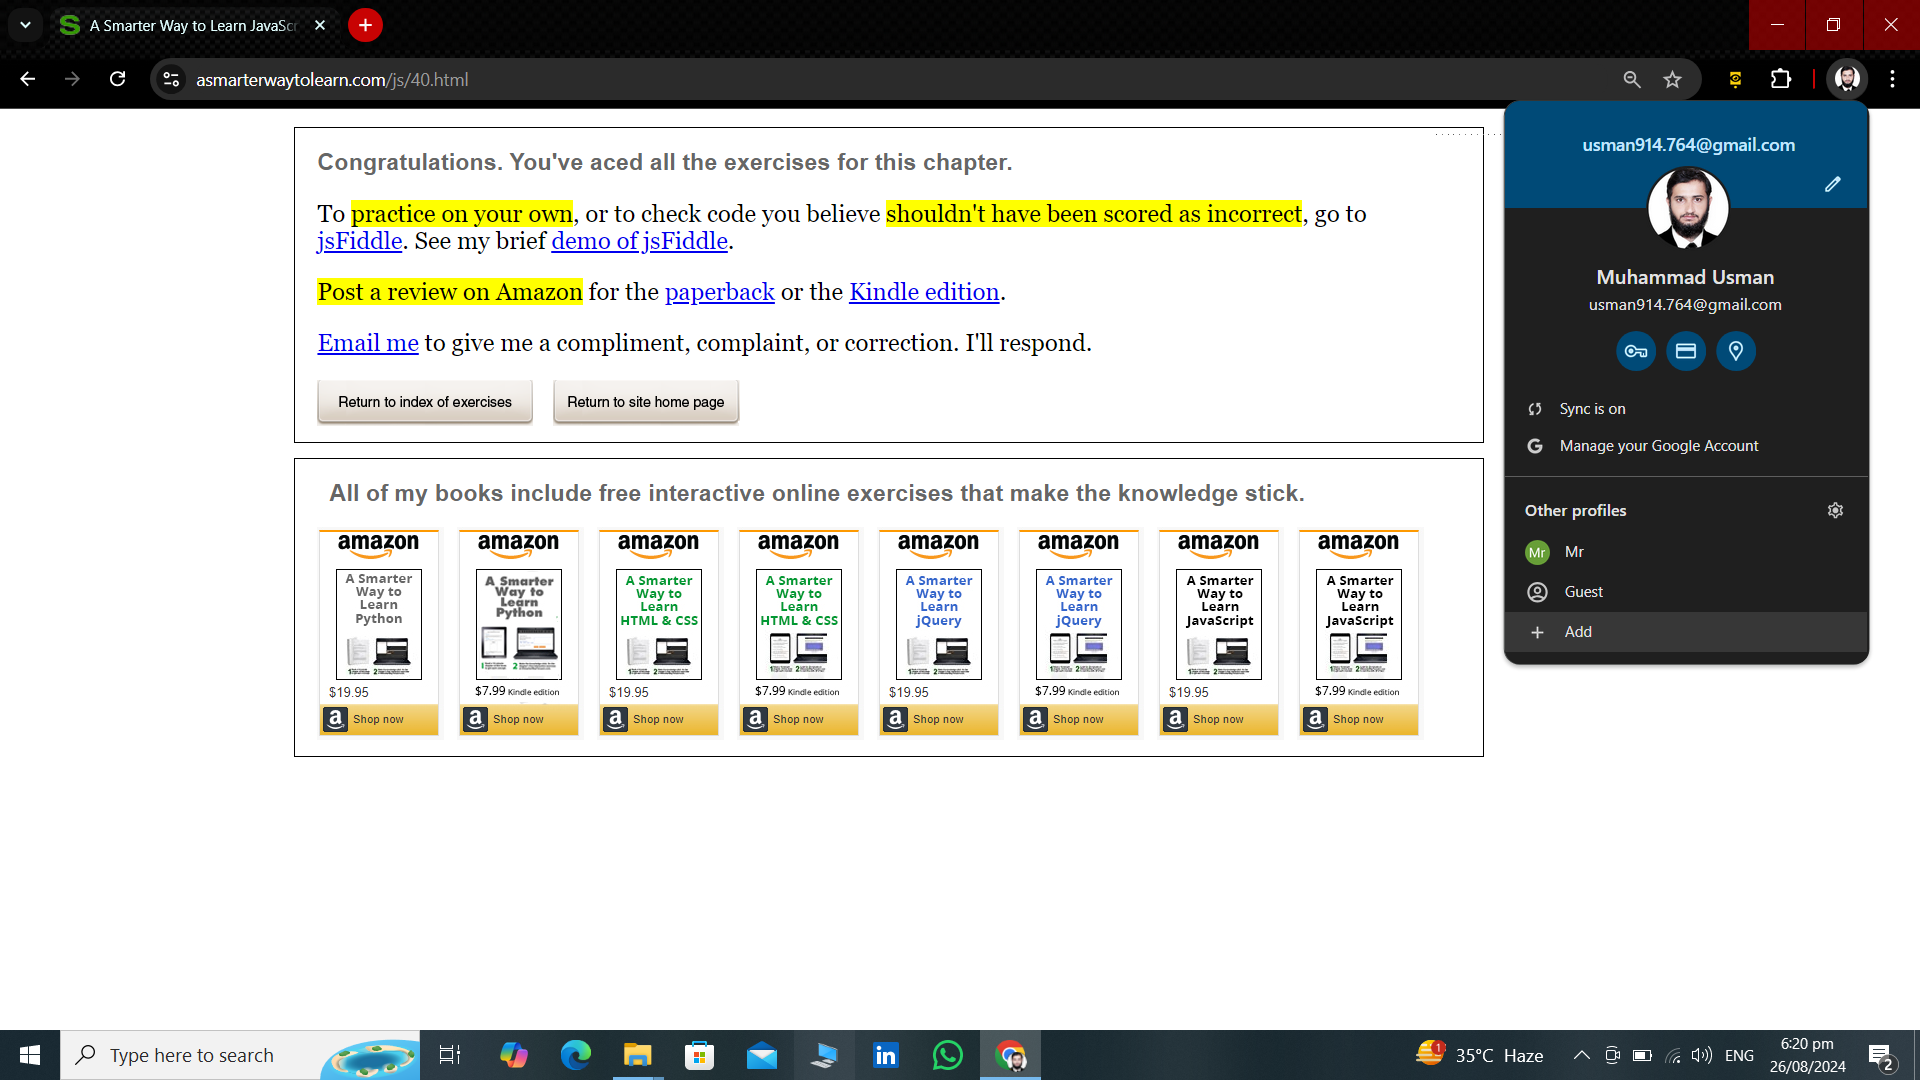 A Smarter Way to Learn JavaScr
asmarterwaytolearn.com/js/40.html
Congratulations. You've aced all the exercises for this chapter.
To practice on your own, or to check code you believe shouldn't have been scored as incorrect, go to
jsFiddle. See my brief demo of jsFiddle.
Post a review on Amazon for the paperback or the Kindle edition.
Email me to give me a compliment, complaint, or correction. I'll respond.
Return to index of exercises
Return to site home page
All of my books include free interactive online exercises that make the knowledge stick.
amazon
A Smarter
Way to
Learn
Python
$19.95
Shop now
amazon
A Smarter
Way to
Learn
Python
$7.99 Kindle edition
Shop now
amazon
A Smarter
Way to
Learn
HTML & CSS
$19.95
Shop now
amazon
A Smarter
Way to
Learn
HTML & CSS
$7.99 Kindle edition
Shop now
amazon
A Smarter
Way to
Learn
jQuery
$19.95
Shop now
amazon
A Smarter
Way to
Learn
jQuery
$7.99 Kindle edition
Shop now
amazon
A Smarter
Way to
Learn
JavaScript
$19.95
Shop now
amazon
A Smarter
Way to
Learn
JavaScript
$7.99 Kindle edition
Shop now
usman914.764@gmail.com
Muhammad Usman
usman914.764@gmail.com
Sync is on
Manage your Google Account
Other profiles
Mr Mr
Guest
Add
Type here to search
1
35°C Haze
ENG
6:20 pm
26/08/2024
2